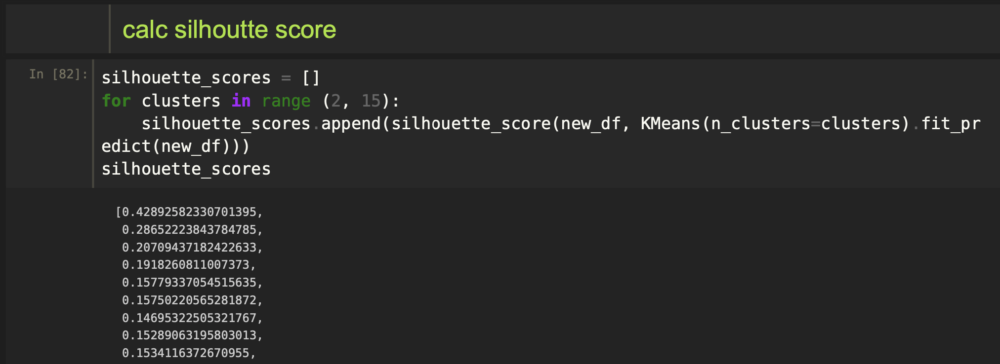 calc silhoutte score
In [82]:
silhouette_scores = []
for clusters in range (2, 15):
    silhouette_scores.append(silhouette_score(new_df, KMeans(n_clusters=clusters).fit_pr
edict(new_df)))
silhouette_scores
[0.42892582330701395,
0.28652223843784785,
0.20709437182422633,
0.1918260811007373,
0.15779337054515635,
0.15750220565281872,
0.14695322505321767,
0.15289063195803013,
0.1534116372670955,